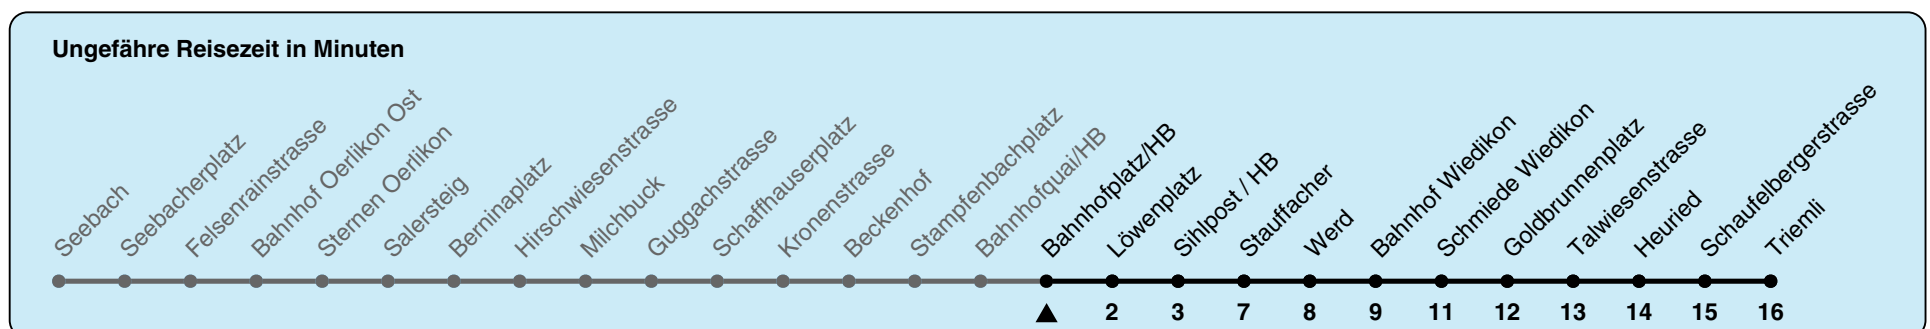 Ungefähre Reisezeit in Minuten
Seebach
Seebacherplatz
Felsenrainstrasse
Bahnhof Oerlikon Ost
Sternen Oerlikon
Salersteig
Berninaplatz
Hirschwiesenstrasse
Milchbuck
Guggachstrasse
Schaffhauserplatz
Kronenstrasse
Beckenhof
Stampfenbachplatz
Bahnhofquai/HB
Bahnhofplatz/HB
Löwenplatz
Sihlpost / HB
Stauffacher
Werd
Bahnhof Wiedikon
Schmiede Wiedikon
Goldbrunnenplatz
Talwiesenstrasse
Heuried
Schaufelbergerstrasse
Triemli
2 3 7 8 9 11 12 13 14 15 16